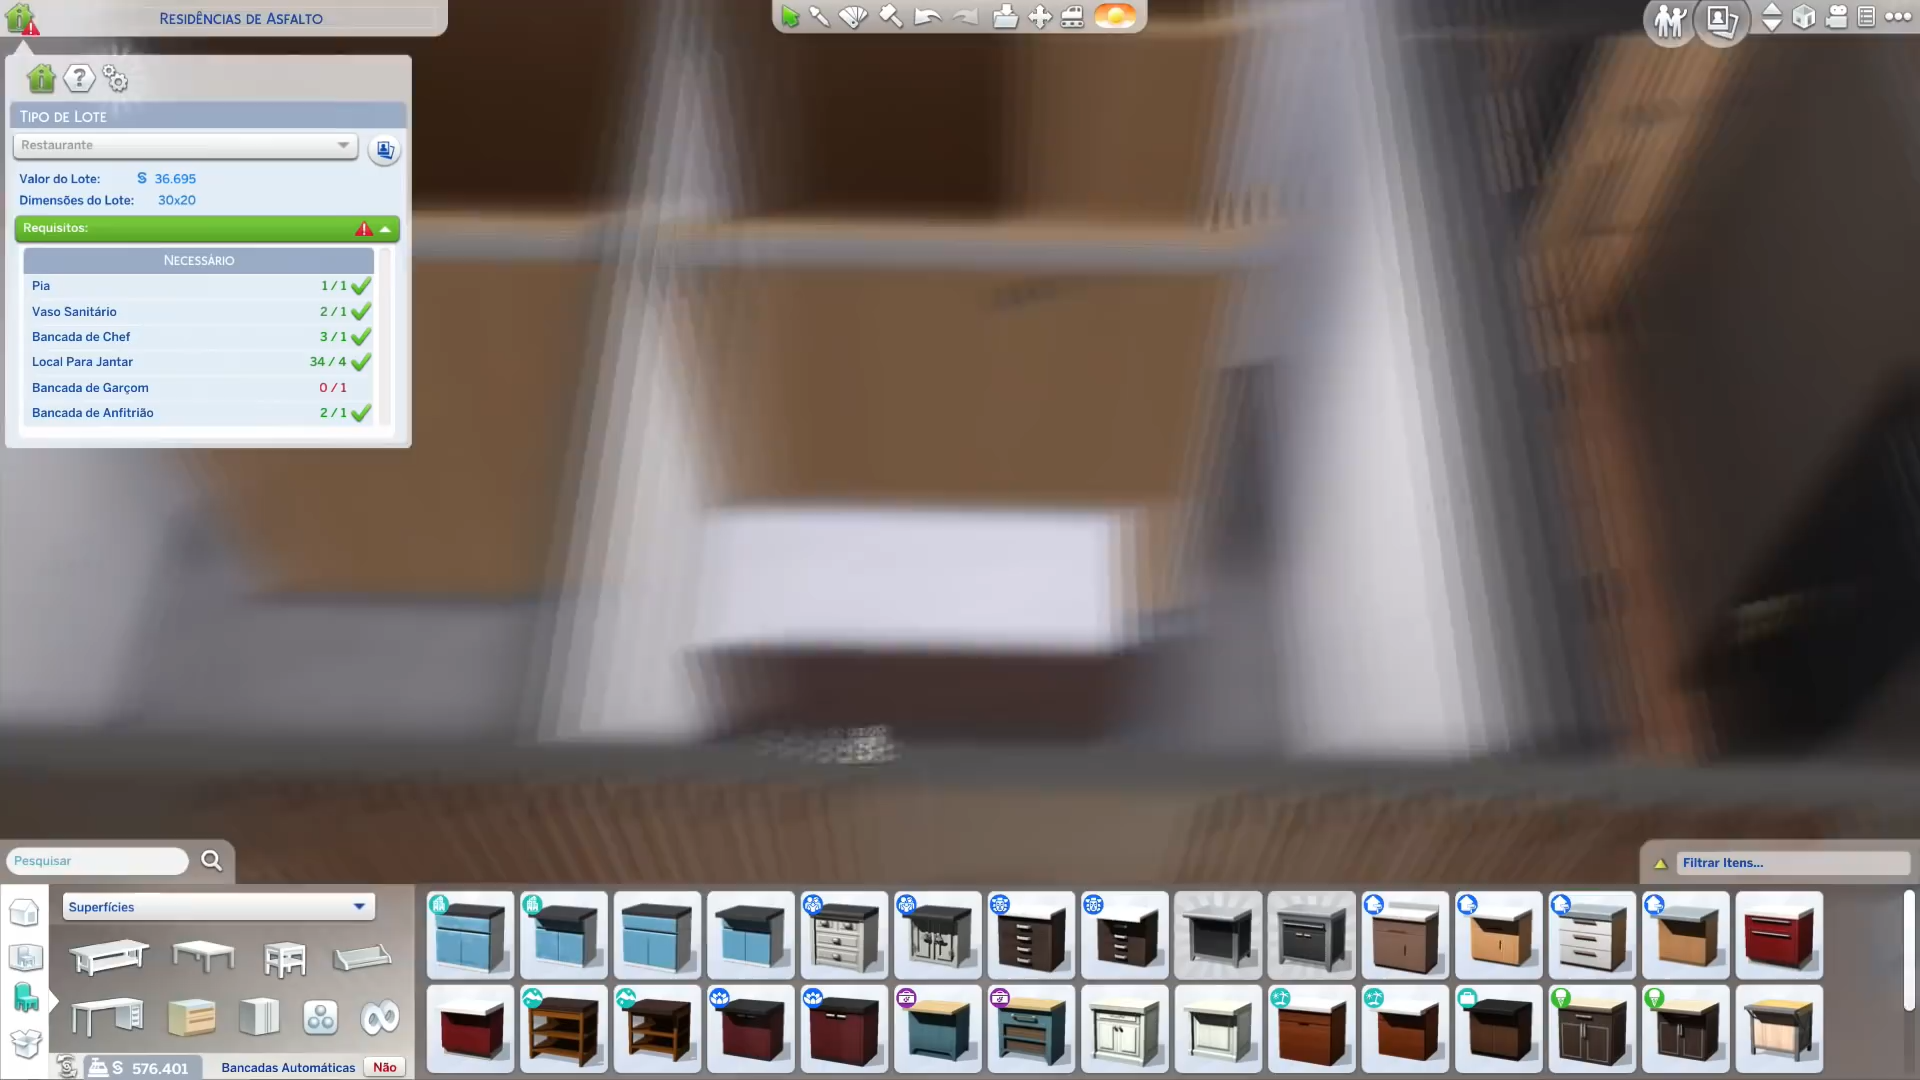 Residências de Asfalto
Tipo de Lote
Restaurante
Valor do Lote: § 36.695
Dimensões do Lote: 30x20
Requisitos:
Necessário
Pia 1 / 1
Vaso Sanitário 2 / 1
Bancada de Chef 3 / 1
Local Para Jantar 34 / 4
Bancada de Garçom 0 / 1
Bancada de Anfitrião 2 / 1
Pesquisar
Filtrar Itens...
Superfícies
§ 576.401
Bancadas Automáticas Não